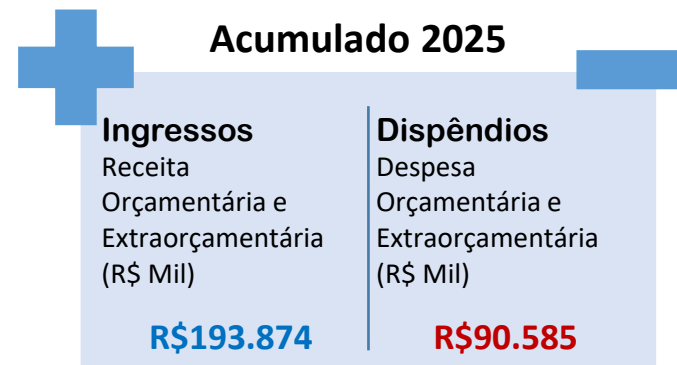 Acumulado 2025
Ingressos
Receita
Orçamentária e
Extraorçamentária
(R$ Mil)
R$193.874
Dispêndios
Despesa
Orçamentária e
Extraorçamentária
(R$ Mil)
R$90.585